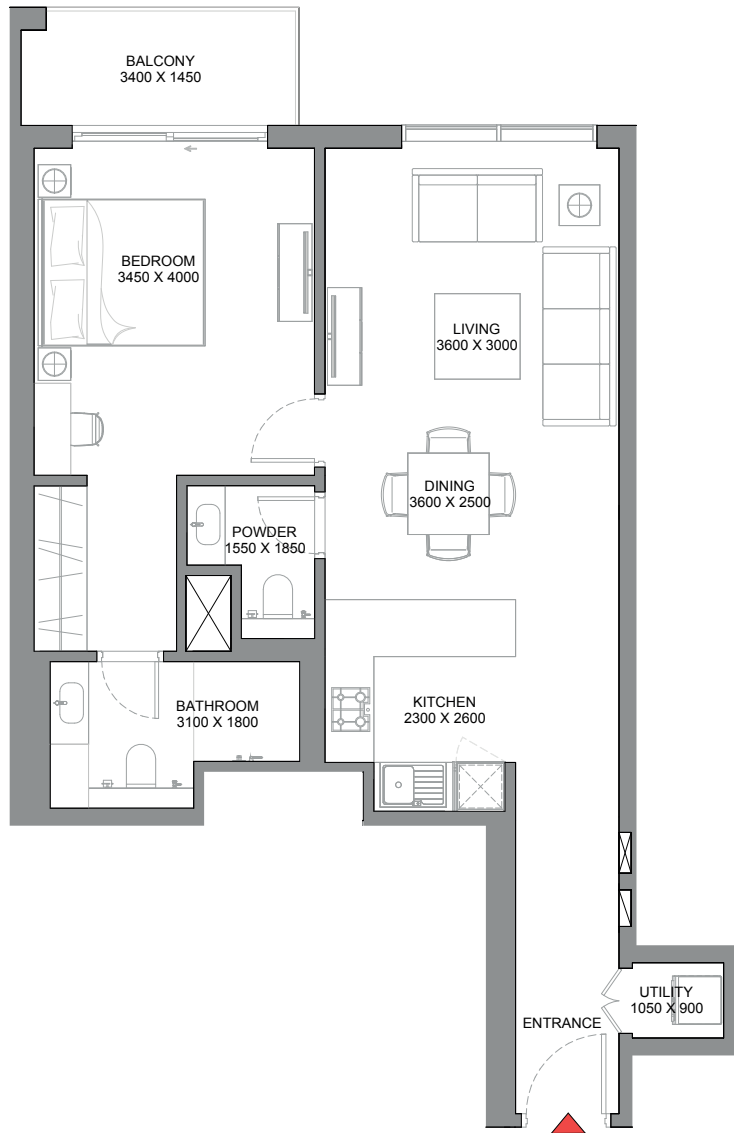 BALCONY
3400 X 1450
BEDROOM
3450 X 4000
LIVING
3600 X 3000
DINING
3600 X 2500
POWDER
1550 X 1850
BATHROOM
3100 X 1800
KITCHEN
2300 X 2600
UTILITY
1050 X 900
ENTRANCE